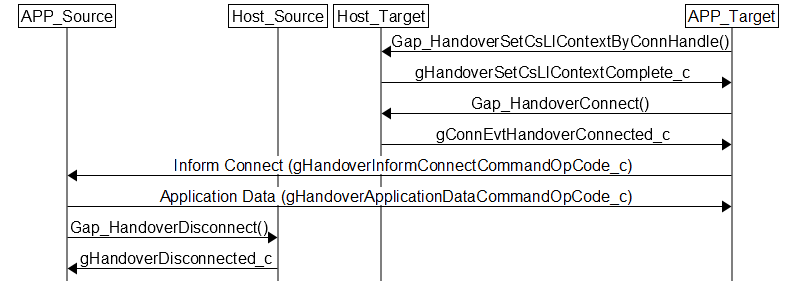 APP_Source
Host_Source
Host_Target
APP_Target
Gap_HandoverSetCsLlContextByConnHandle()
gHandoverSetCsLlContextComplete_c
Gap_HandoverConnect()
gConnEvtHandoverConnected_c
Inform Connect (gHandoverInformConnectCommandOpCode_c)
Application Data (gHandoverApplicationDataCommandOpCode_c)
Gap_HandoverDisconnect()
gHandoverDisconnected_c